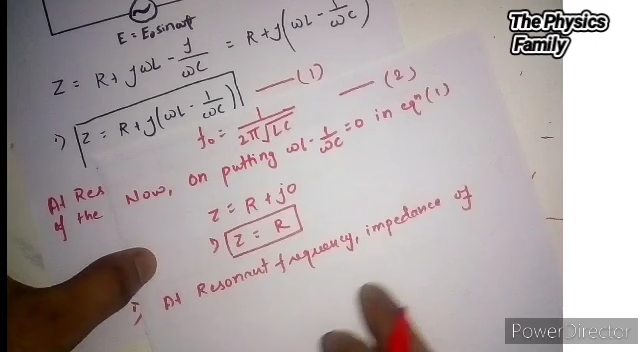 The Physics
Family
E = E₀ sinωt
Z = R + jωL - j/ωC = R + j(ωL - 1/ωC)
⇒ Z = R + j(ωL - 1/ωC) —(1)
f₀ = 1/2π√LC —(2)
At Res
of the
Now, on putting ωL - 1/ωC = 0 in eqⁿ (1)
Z = R + j0
⇒ Z = R
At Resonant frequency, impedance of
PowerDirector